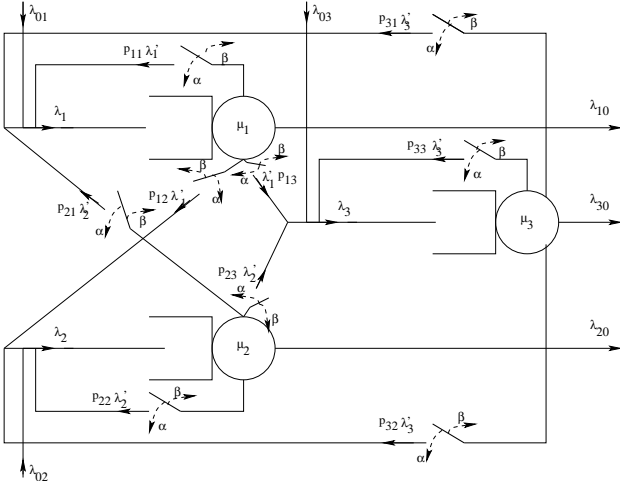 λ01
λ03
p31 λ'3
β
α
p11 λ'1
β
α
λ1
μ1
λ10
p33 λ'3
β
α
β
α
β
α
λ'1 p13
p12 λ'1
p21 λ'2
α
β
λ3
μ3
λ30
p23 λ'2
α
β
λ2
μ2
λ20
p22 λ'2
β
α
p32 λ'3
β
α
λ02